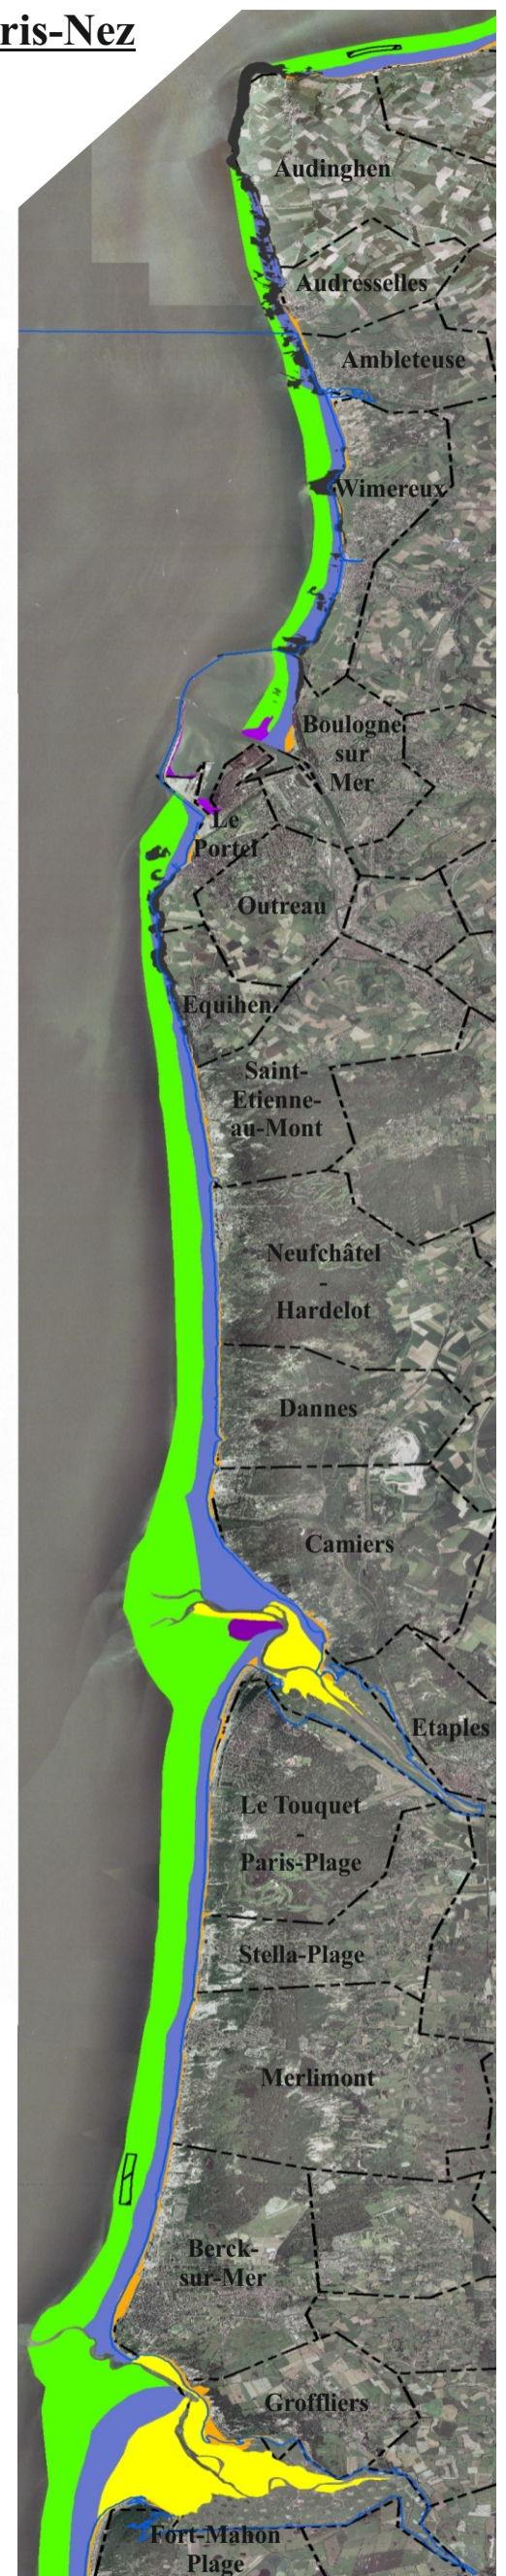 ris-Nez
Audinghen
Audresselles
Ambleteuse
Wimereux
Boulogne
sur
Mer
Le
Portel
Outreau
Equihen
Saint-
Etienne-
au-Mont
Neufchâtel
-
Hardelot
Dannes
Camiers
Etaples
Le Touquet
-
Paris-Plage
Stella-Plage
Merlimont
Berck-
sur-Mer
Groffliers
Fort-Mahon
Plage